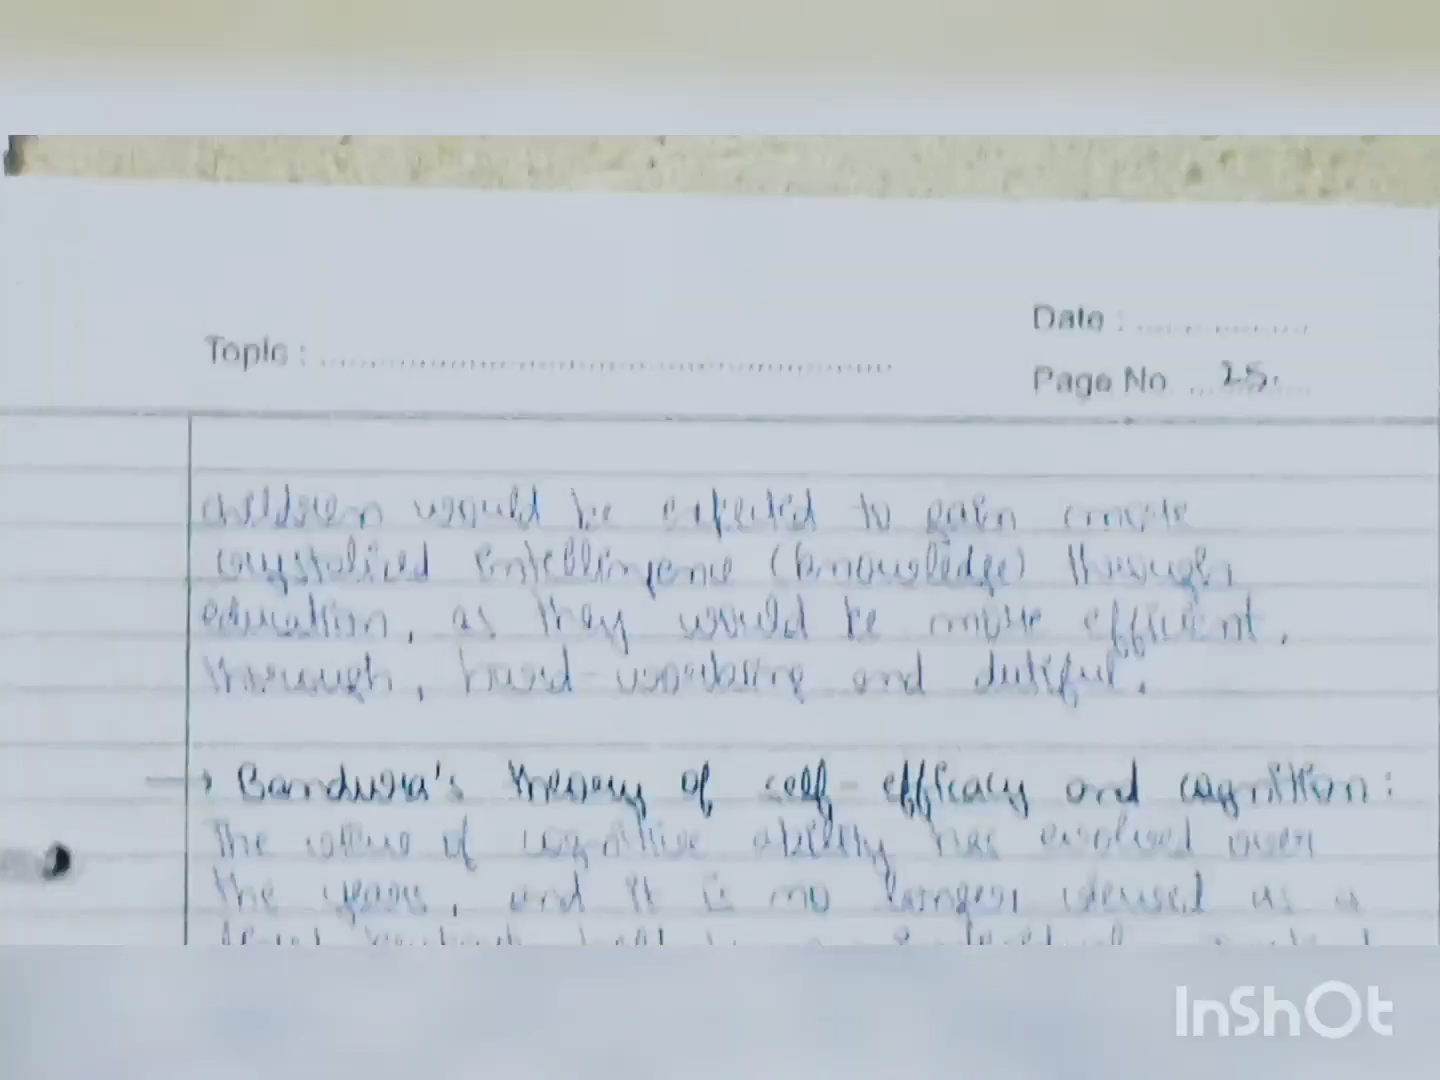 Date :
Topic :
Page No. 25.
children would be expected to gain more
crystalized intelligence (knowledge) through
education, as they would be more efficient,
through, hard-working and dutiful.
→ Bandura's theory of self-efficacy and cognition:
The view of cognitive ability has evolved over
the years, and it is no longer viewed as a
InShOt